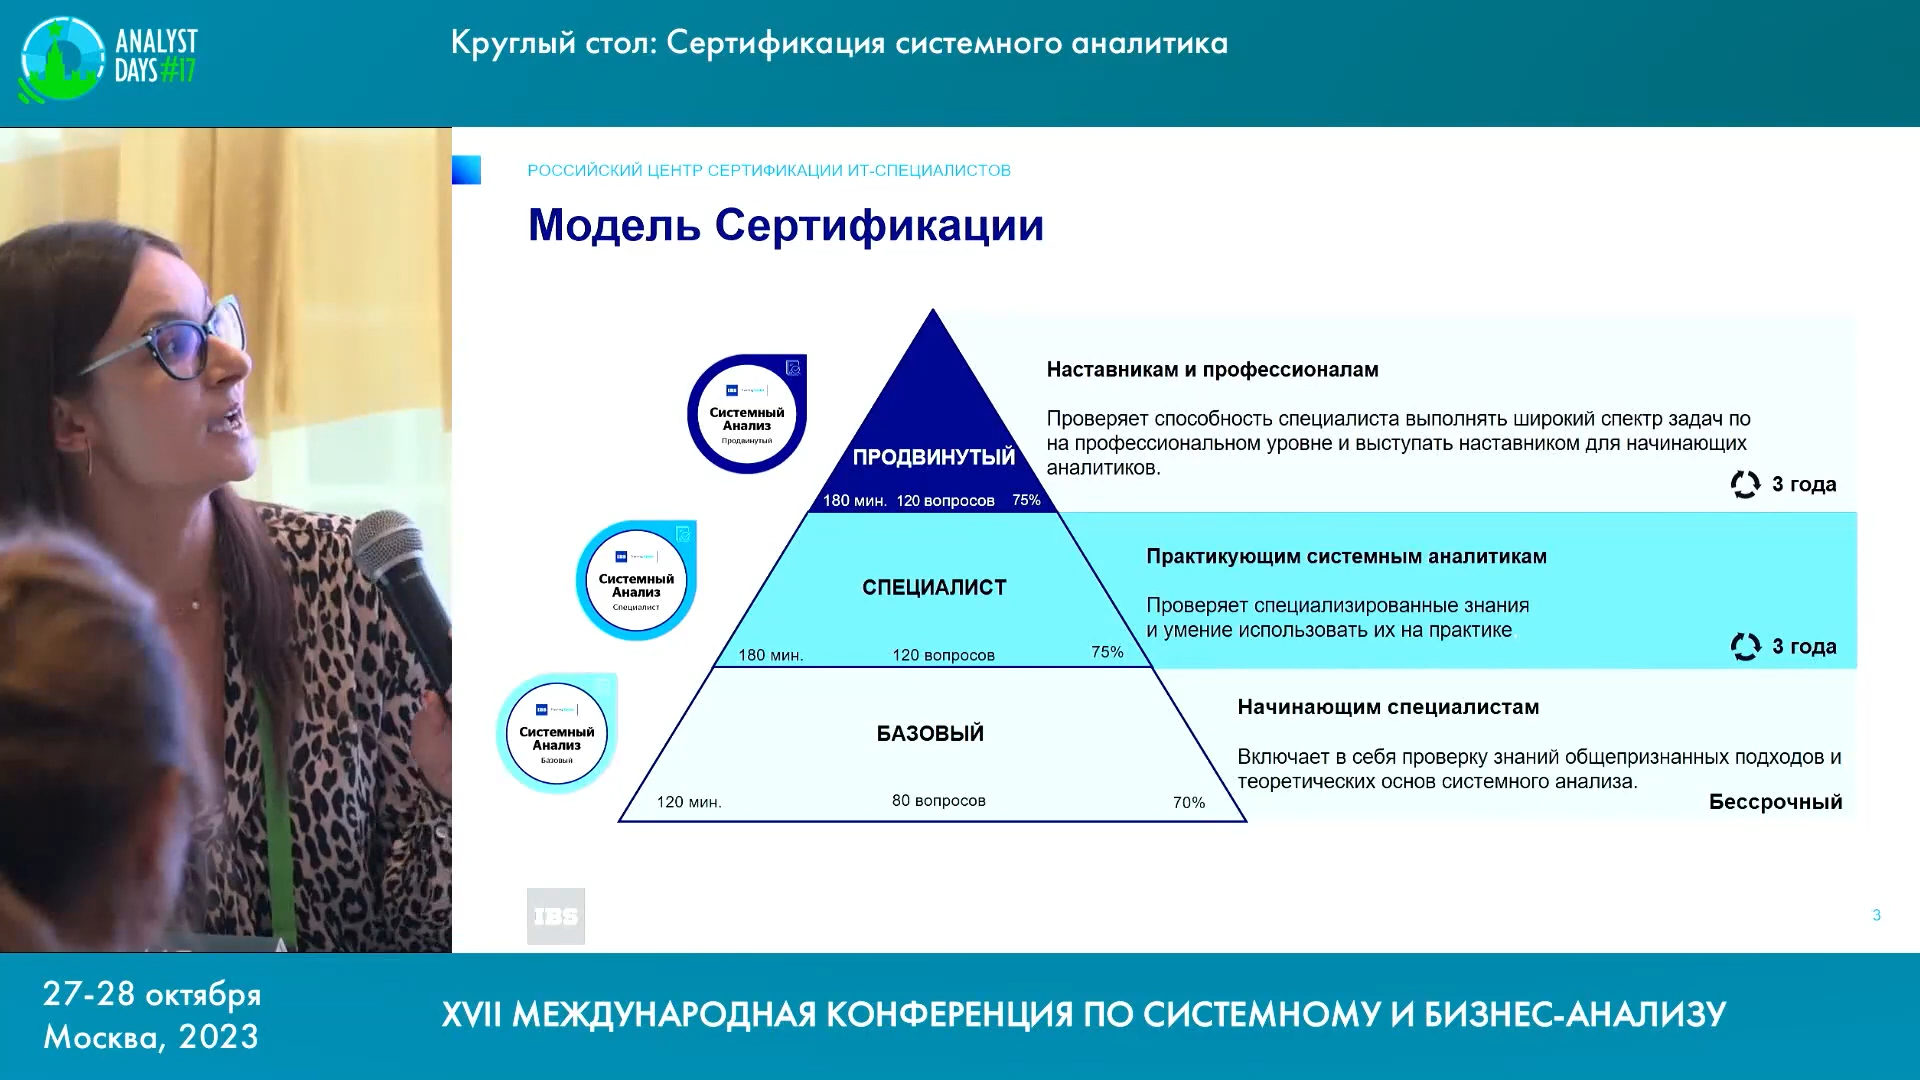 ANALYST
DAYS #17
Круглый стол: Сертификация системного аналитика
РОССИЙСКИЙ ЦЕНТР СЕРТИФИКАЦИИ ИТ-СПЕЦИАЛИСТОВ
Модель Сертификации
IBS
Системный
Анализ
Продвинутый
ПРОДВИНУТЫЙ
180 мин. 120 вопросов 75%
Наставникам и профессионалам
Проверяет способность специалиста выполнять широкий спектр задач по
на профессиональном уровне и выступать наставником для начинающих
аналитиков.
3 года
IBS
Системный
Анализ
Специалист
СПЕЦИАЛИСТ
180 мин. 120 вопросов 75%
Практикующим системным аналитикам
Проверяет специализированные знания
и умение использовать их на практике.
3 года
IBS
Системный
Анализ
Базовый
БАЗОВЫЙ
120 мин. 80 вопросов 70%
Начинающим специалистам
Включает в себя проверку знаний общепризнанных подходов и
теоретических основ системного анализа.
Бессрочный
IBS
3
27-28 октября
Москва, 2023
XVII МЕЖДУНАРОДНАЯ КОНФЕРЕНЦИЯ ПО СИСТЕМНОМУ И БИЗНЕС-АНАЛИЗУ